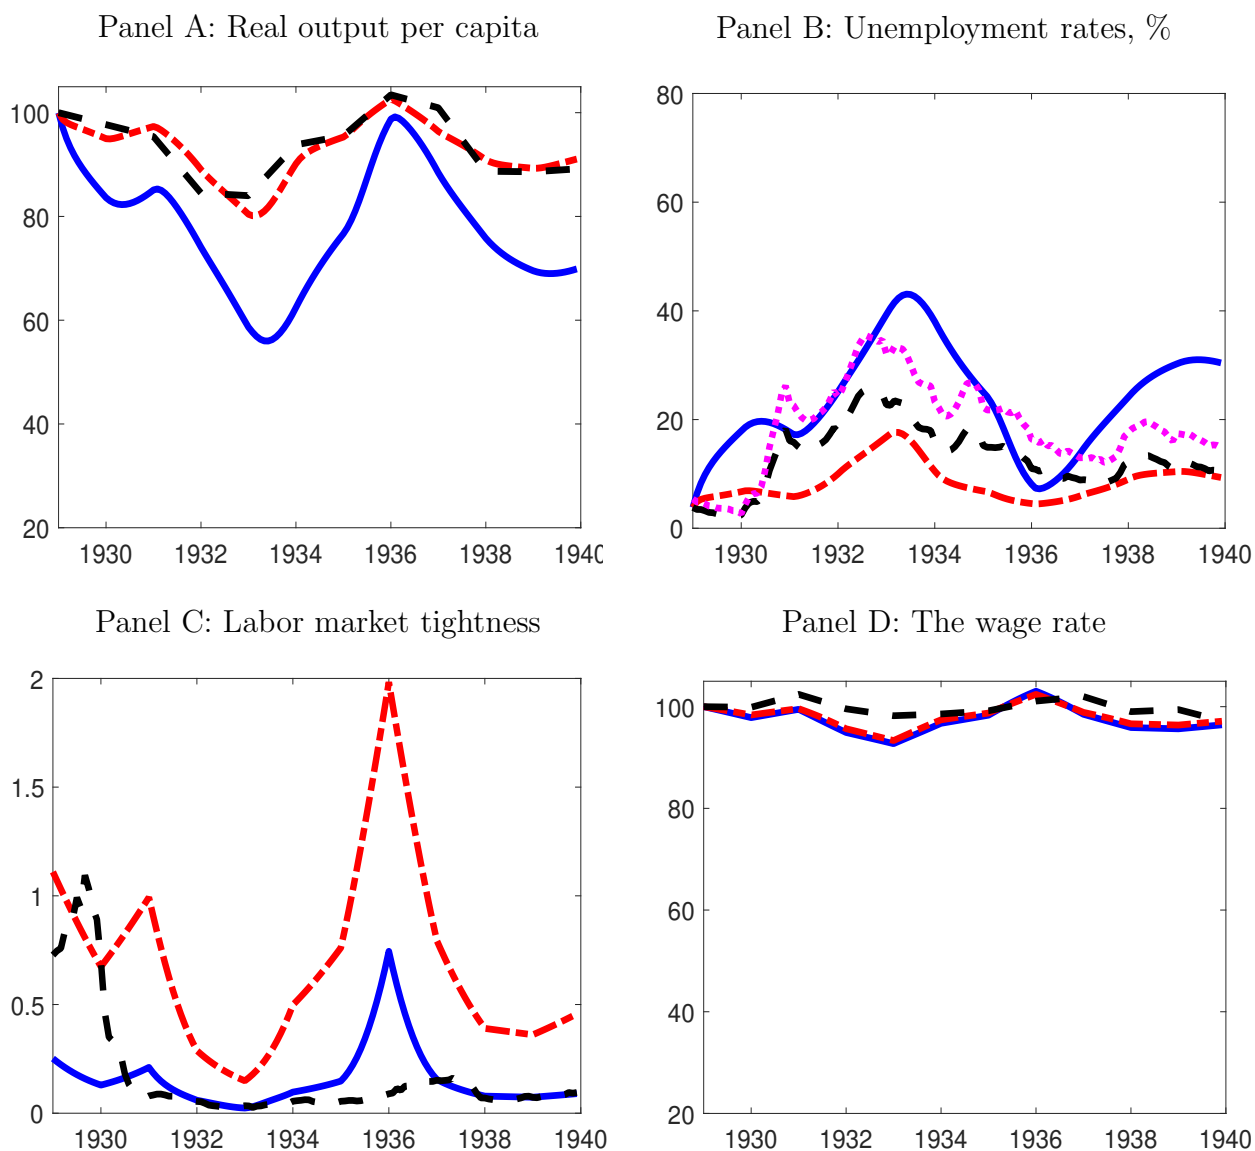 Panel A: Real output per capita
100
80
60
40
20
1930 1932 1934 1936 1938 1940
Panel B: Unemployment rates, %
80
60
40
20
0
1930 1932 1934 1936 1938 1940
Panel C: Labor market tightness
2
1.5
1
0.5
0
1930 1932 1934 1936 1938 1940
Panel D: The wage rate
100
80
60
40
20
1930 1932 1934 1936 1938 1940